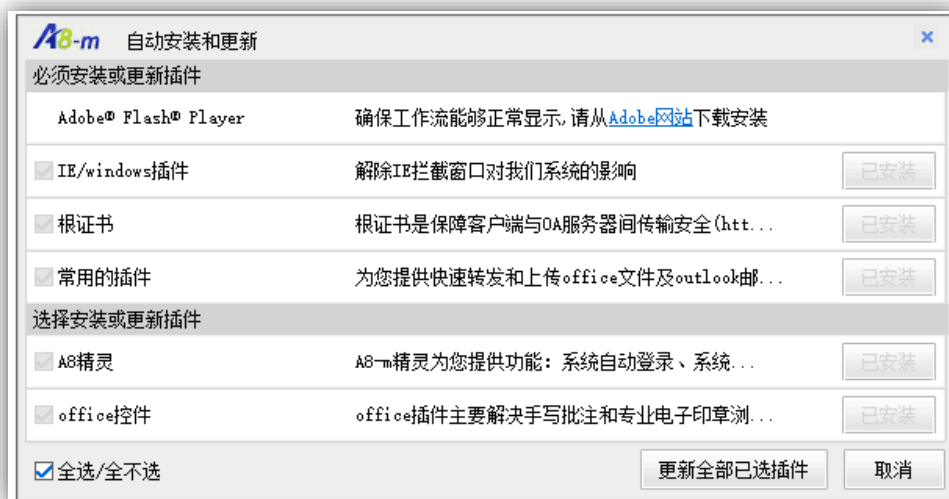 A8-m 自动安装和更新
必须安装或更新插件
Adobe® Flash® Player 确保工作流能够正常显示,请从Adobe网站下载安装
IE/windows插件 解除IE拦截窗口对我们系统的影响 已安装
根证书 根证书是保障客户端与OA服务器间传输安全(htt... 已安装
常用的插件 为您提供快速转发和上传office文件及outlook邮... 已安装
选择安装或更新插件
A8精灵 A8-m精灵为您提供功能：系统自动登录、系统... 已安装
office控件 office插件主要解决手写批注和专业电子印章浏... 已安装
全选/全不选 更新全部已选插件 取消